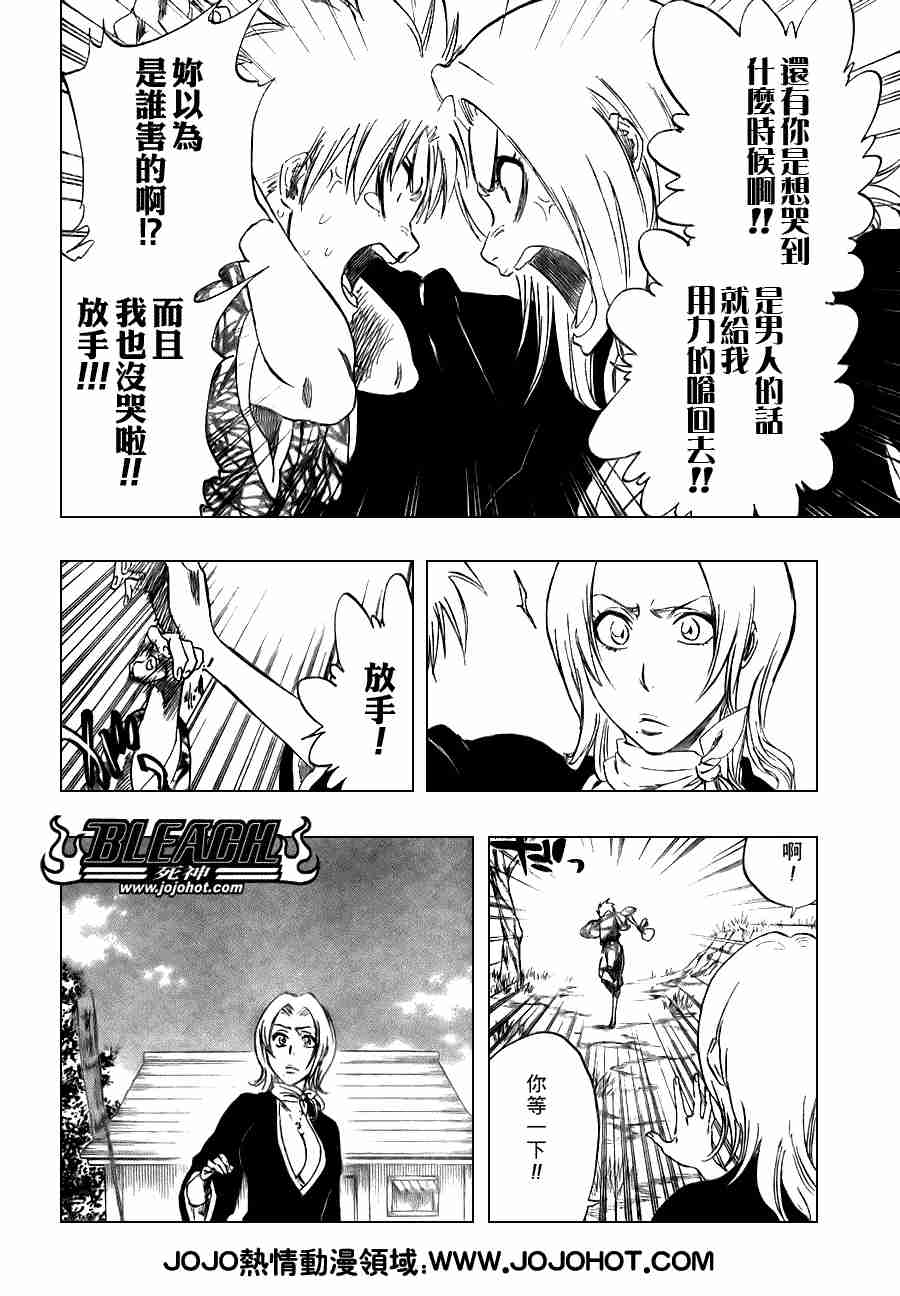 還有你是想哭到
什麼時候啊!!
是男人的話
就給我
用力的嗆回去!!
妳以為
是誰害的啊!?
而且
我也沒哭啦!!
放手!!!
放手!
啊!
你等一下!!
BLEACH
死神
www.jojohot.com
JOJO熱情動漫領域:WWW.JOJOHOT.COM